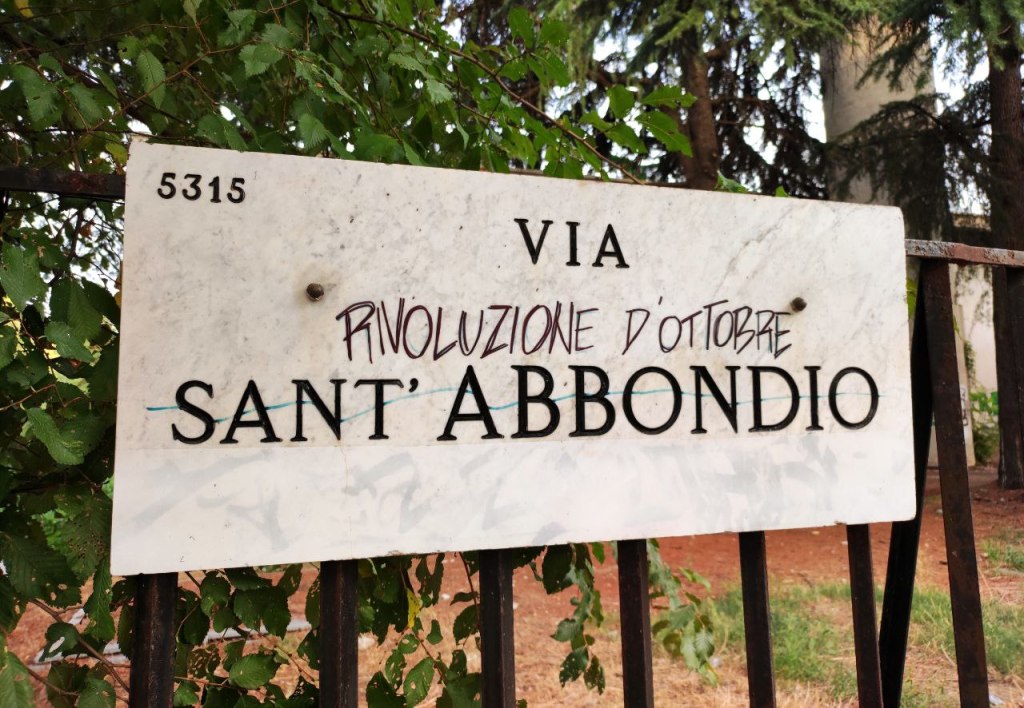 5315
VIA
RIVOLUZIONE D'OTTOBRE
SANT' ABBONDIO